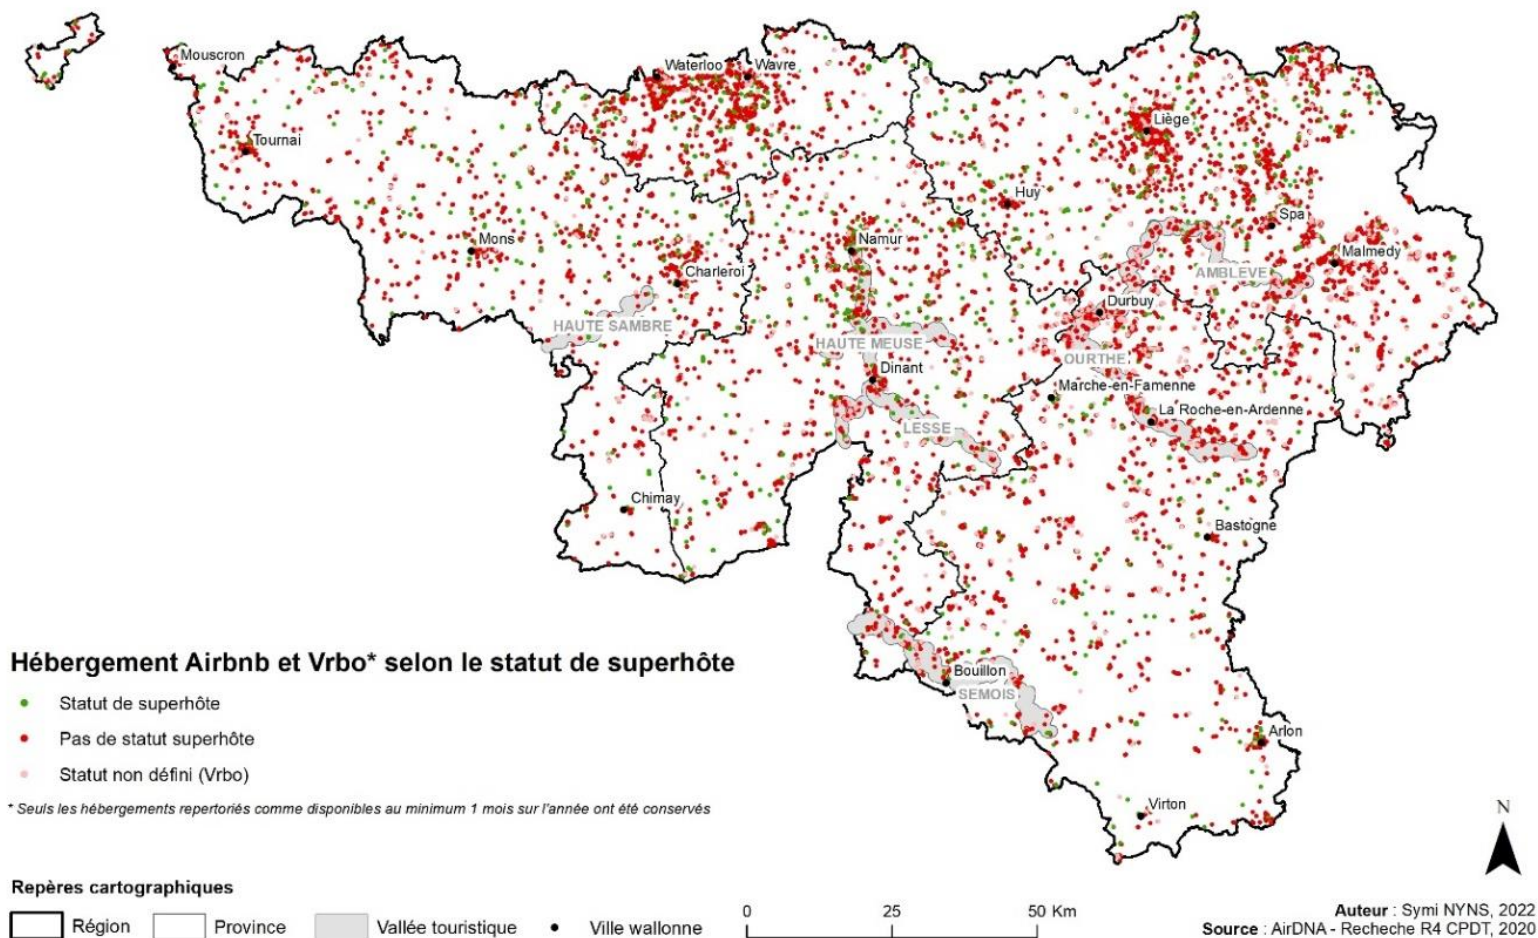 Mouscron
Waterloo
Wavre
Tournai
Liège
Huy
Spa
Mons
Namur
Malmedy
Charleroi
AMBLEVE
Durbuy
HAUTE SAMBRE
HAUTE MEUSE
OURTHE
Dinant
Marche-en-Famenne
La Roche-en-Ardenne
LESSE
Chimay
Bastogne
Bouillon
SEMOIS
Arlon
Virton
Hébergement Airbnb et Vrbo* selon le statut de superhôte
Statut de superhôte
Pas de statut superhôte
Statut non défini (Vrbo)
* Seuls les hébergements repertoriés comme disponibles au minimum 1 mois sur l'année ont été conservés
N
Repères cartographiques
Région
Province
Vallée touristique
Ville wallonne
0 25 50 Km
Auteur : Symi NYNS, 2022
Source : AirDNA - Recheche R4 CPDT, 2020